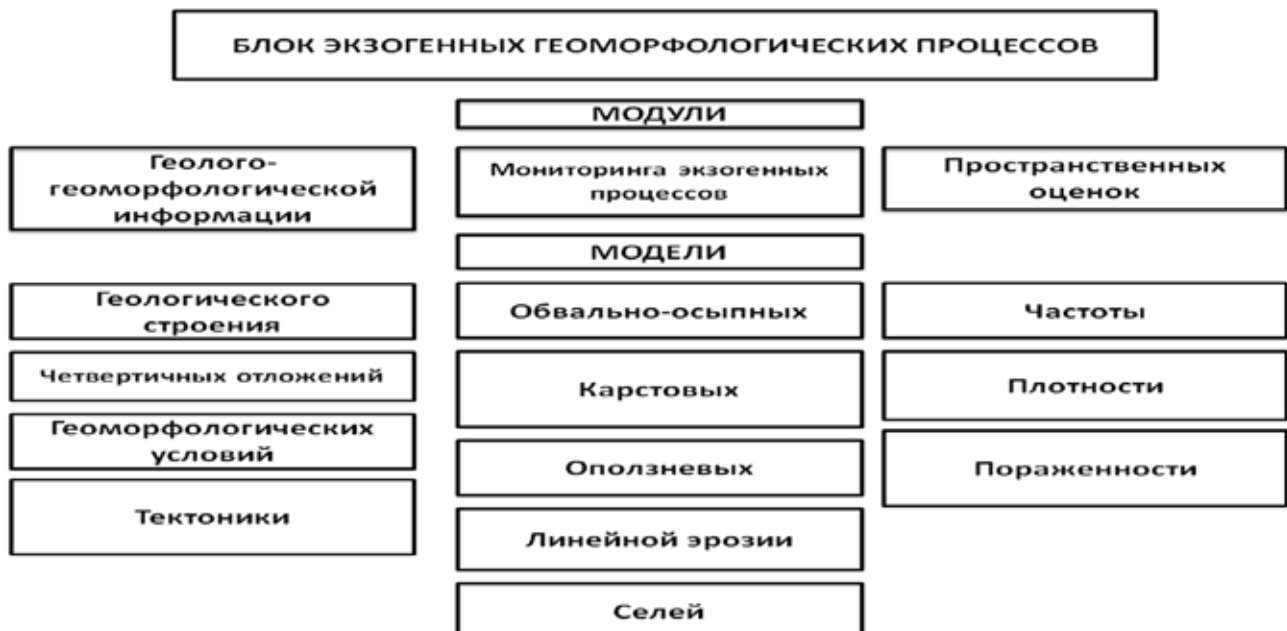 БЛОК ЭКЗОГЕННЫХ ГЕОМОРФОЛОГИЧЕСКИХ ПРОЦЕССОВ
МОДУЛИ
Геолого-
геоморфологической
информации
Мониторинга экзогенных
процессов
Пространственных
оценок
МОДЕЛИ
Геологического
строения
Обвально-осыпных
Частоты
Четвертичных отложений
Карстовых
Плотности
Геоморфологических
условий
Оползневых
Пораженности
Тектоники
Линейной эрозии
Селей